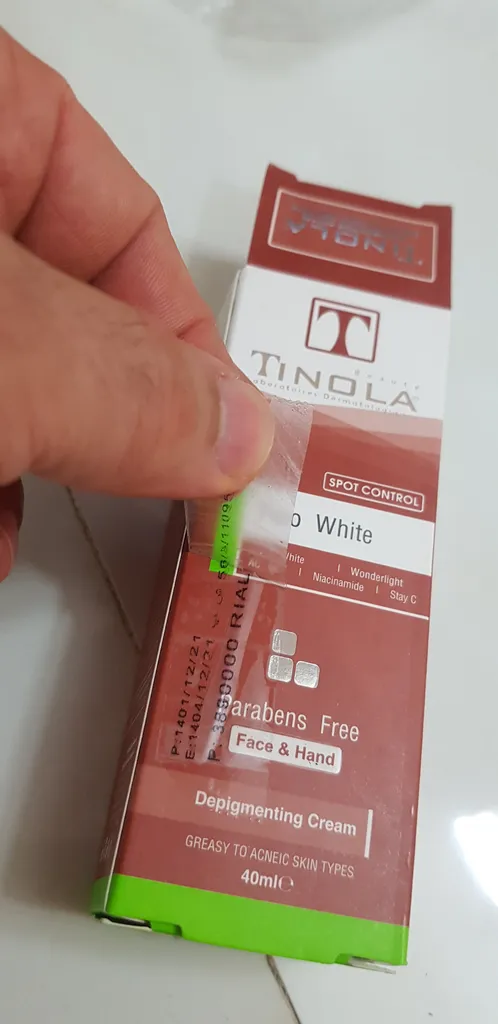 TINOLA
SPOT CONTROL
White
Wonderlight
Niacinamide | Stay C
P:1401/12/21
E:1404/12/21
RIAL
Parabens Free
Face & Hand
Depigmenting Cream
GREASY TO ACNEIC SKIN TYPES
40ml℮